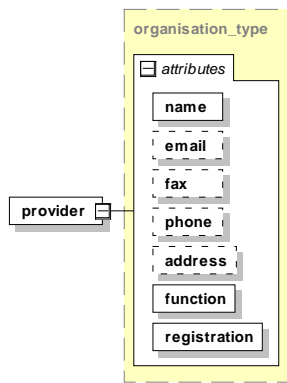 organisation_type
attributes
name
email
fax
phone
provider
address
function
registration